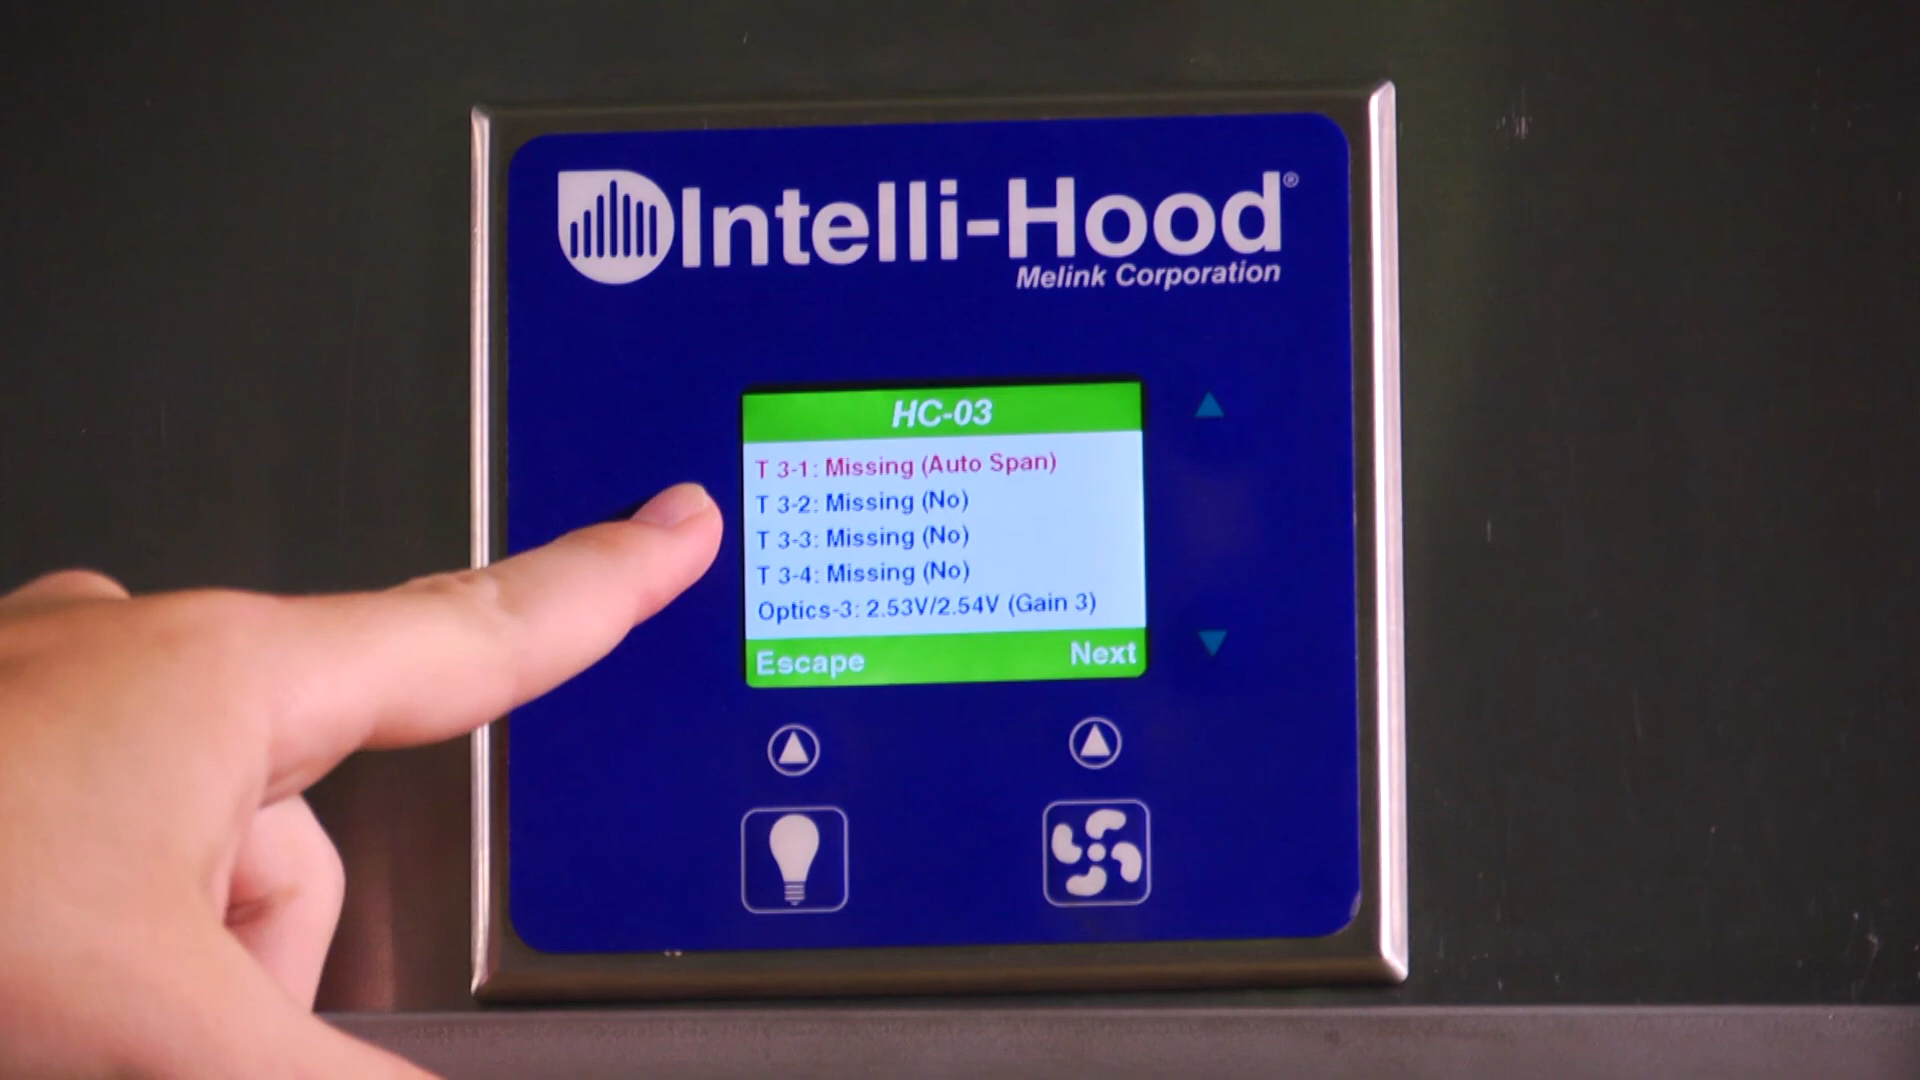 Intelli-Hood®
Melink Corporation
HC-03
T 3-1: Missing (Auto Span)
T 3-2: Missing (No)
T 3-3: Missing (No)
T 3-4: Missing (No)
Optics-3: 2.53V/2.54V (Gain 3)
Escape Next